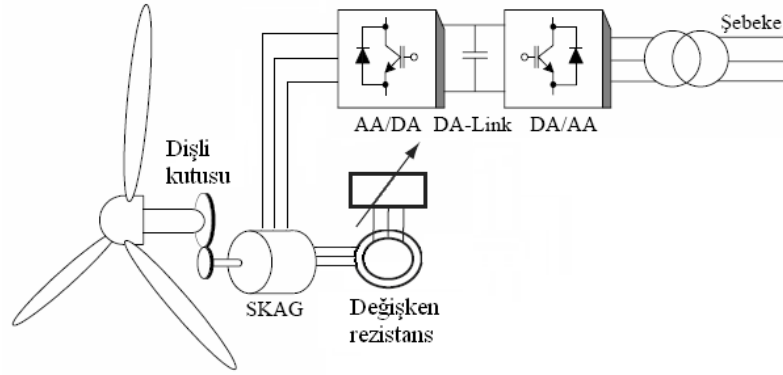 Şebeke
AA/DA DA-Link DA/AA
Dişli
kutusu
SKAG
Değişken
rezistans